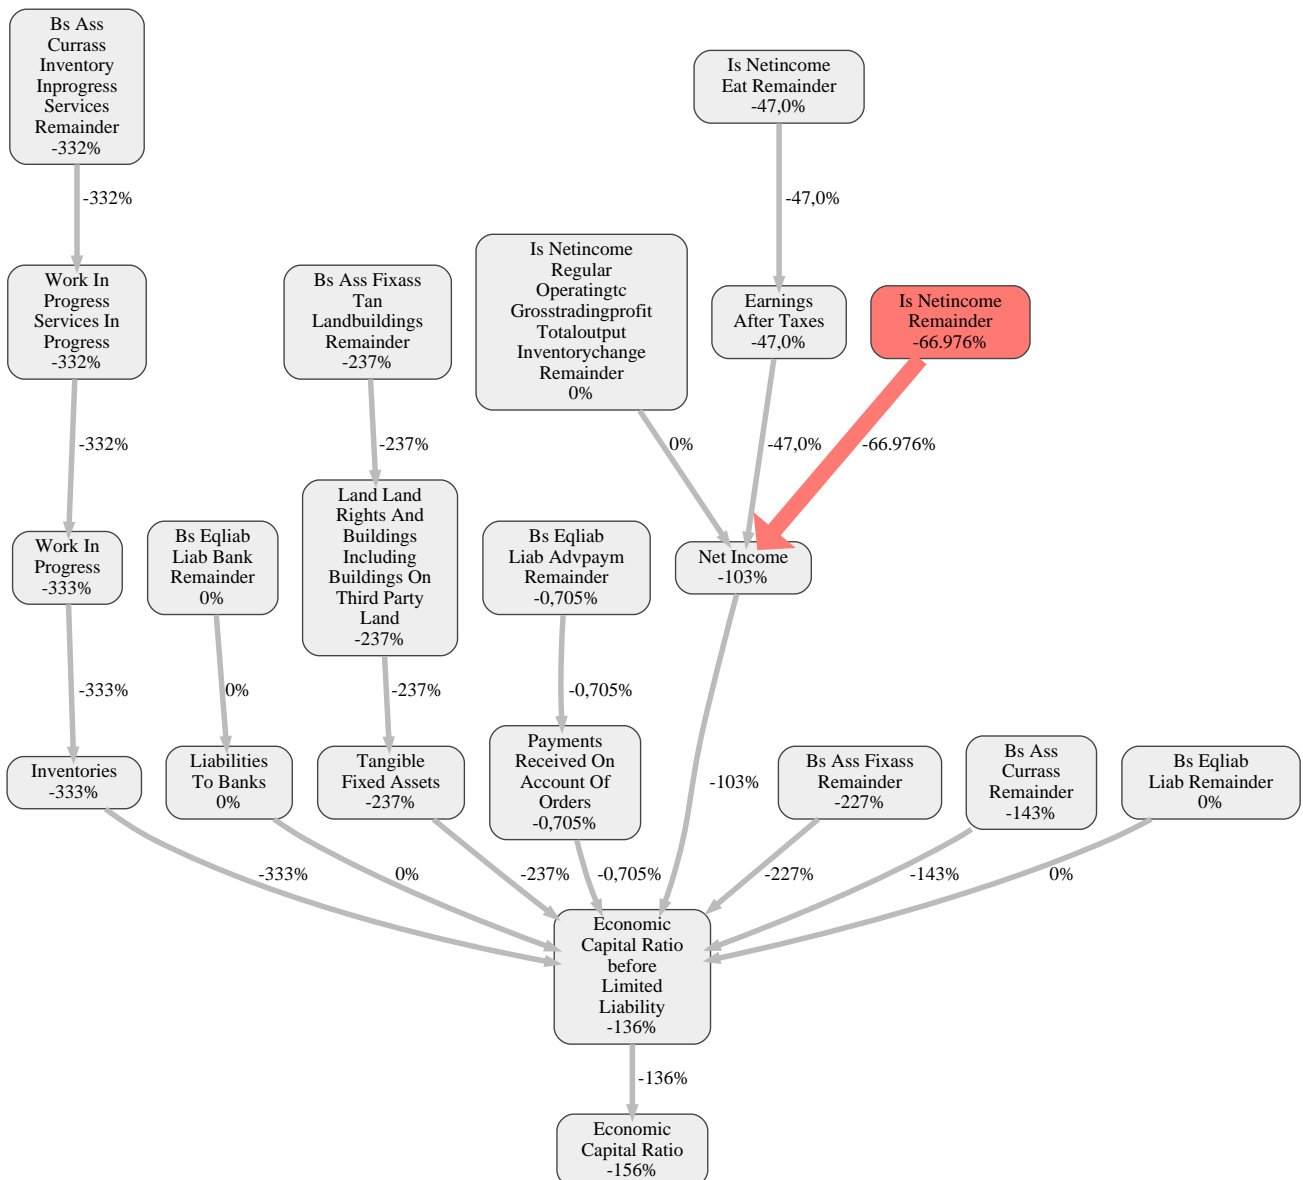 Bs Ass
Currass
Inventory
Inprogress
Services
Remainder
-332%
Is Netincome
Eat Remainder
-47,0%
-332%
-47,0%
Work In
Progress
Services In
Progress
-332%
Bs Ass Fixass
Tan
Landbuildings
Remainder
-237%
Is Netincome
Regular
Operatingtc
Grosstradingprofit
Totaloutput
Inventorychange
Remainder
0%
Earnings
After Taxes
-47,0%
Is Netincome
Remainder
-66.976%
-332%
-237%
0%
-47,0%
-66.976%
Work In
Progress
-333%
Bs Eqliab
Liab Bank
Remainder
0%
Land Land
Rights And
Buildings
Including
Buildings On
Third Party
Land
-237%
Bs Eqliab
Liab Advpaym
Remainder
-0,705%
Net Income
-103%
-333%
0%
-237%
-0,705%
-103%
Inventories
-333%
Liabilities
To Banks
0%
Tangible
Fixed Assets
-237%
Payments
Received On
Account Of
Orders
-0,705%
Bs Ass Fixass
Remainder
-227%
Bs Ass
Currass
Remainder
-143%
Bs Eqliab
Liab Remainder
0%
-333%
0%
-237%
-0,705%
-227%
-143%
0%
Economic
Capital Ratio
before
Limited
Liability
-136%
-136%
Economic
Capital Ratio
-156%